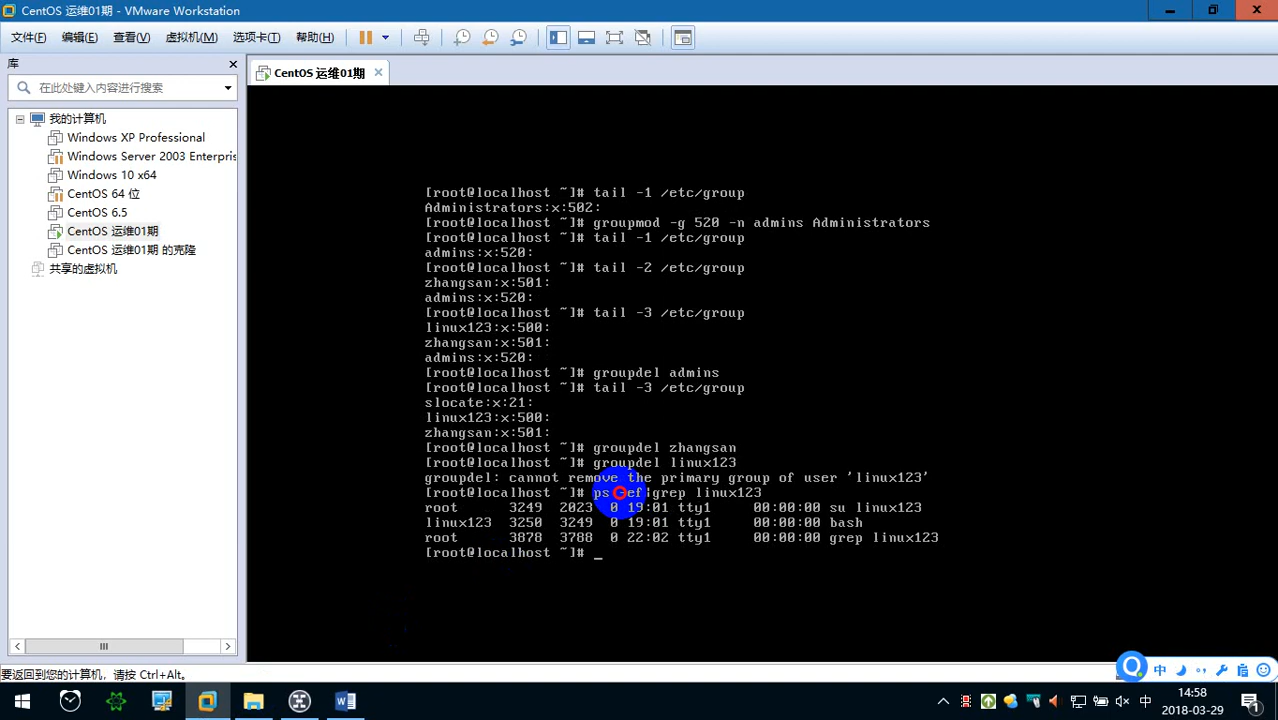 CentOS 运维01期 - VMware Workstation
文件(F) 编辑(E) 查看(V) 虚拟机(M) 选项卡(T) 帮助(H)
库
在此处键入内容进行搜索
我的计算机
Windows XP Professional
Windows Server 2003 Enterpris
Windows 10 x64
CentOS 64 位
CentOS 6.5
CentOS 运维01期
CentOS 运维01期 的克隆
共享的虚拟机
CentOS 运维01期
[root@localhost ~]# tail -1 /etc/group
Administrators:x:502:
[root@localhost ~]# groupmod -g 520 -n admins Administrators
[root@localhost ~]# tail -1 /etc/group
admins:x:520:
[root@localhost ~]# tail -2 /etc/group
zhangsan:x:501:
admins:x:520:
[root@localhost ~]# tail -3 /etc/group
linux123:x:500:
zhangsan:x:501:
admins:x:520:
[root@localhost ~]# groupdel admins
[root@localhost ~]# tail -3 /etc/group
slocate:x:21:
linux123:x:500:
zhangsan:x:501:
[root@localhost ~]# groupdel zhangsan
[root@localhost ~]# groupdel linux123
groupdel: cannot remove the primary group of user 'linux123'
[root@localhost ~]# ps -ef|grep linux123
root 3249 2023 0 19:01 tty1 00:00:00 su linux123
linux123 3250 3249 0 19:01 tty1 00:00:00 bash
root 3878 3788 0 22:02 tty1 00:00:00 grep linux123
[root@localhost ~]# _
要返回到您的计算机，请按 Ctrl+Alt。
中
中
14:58
2018-03-29
1